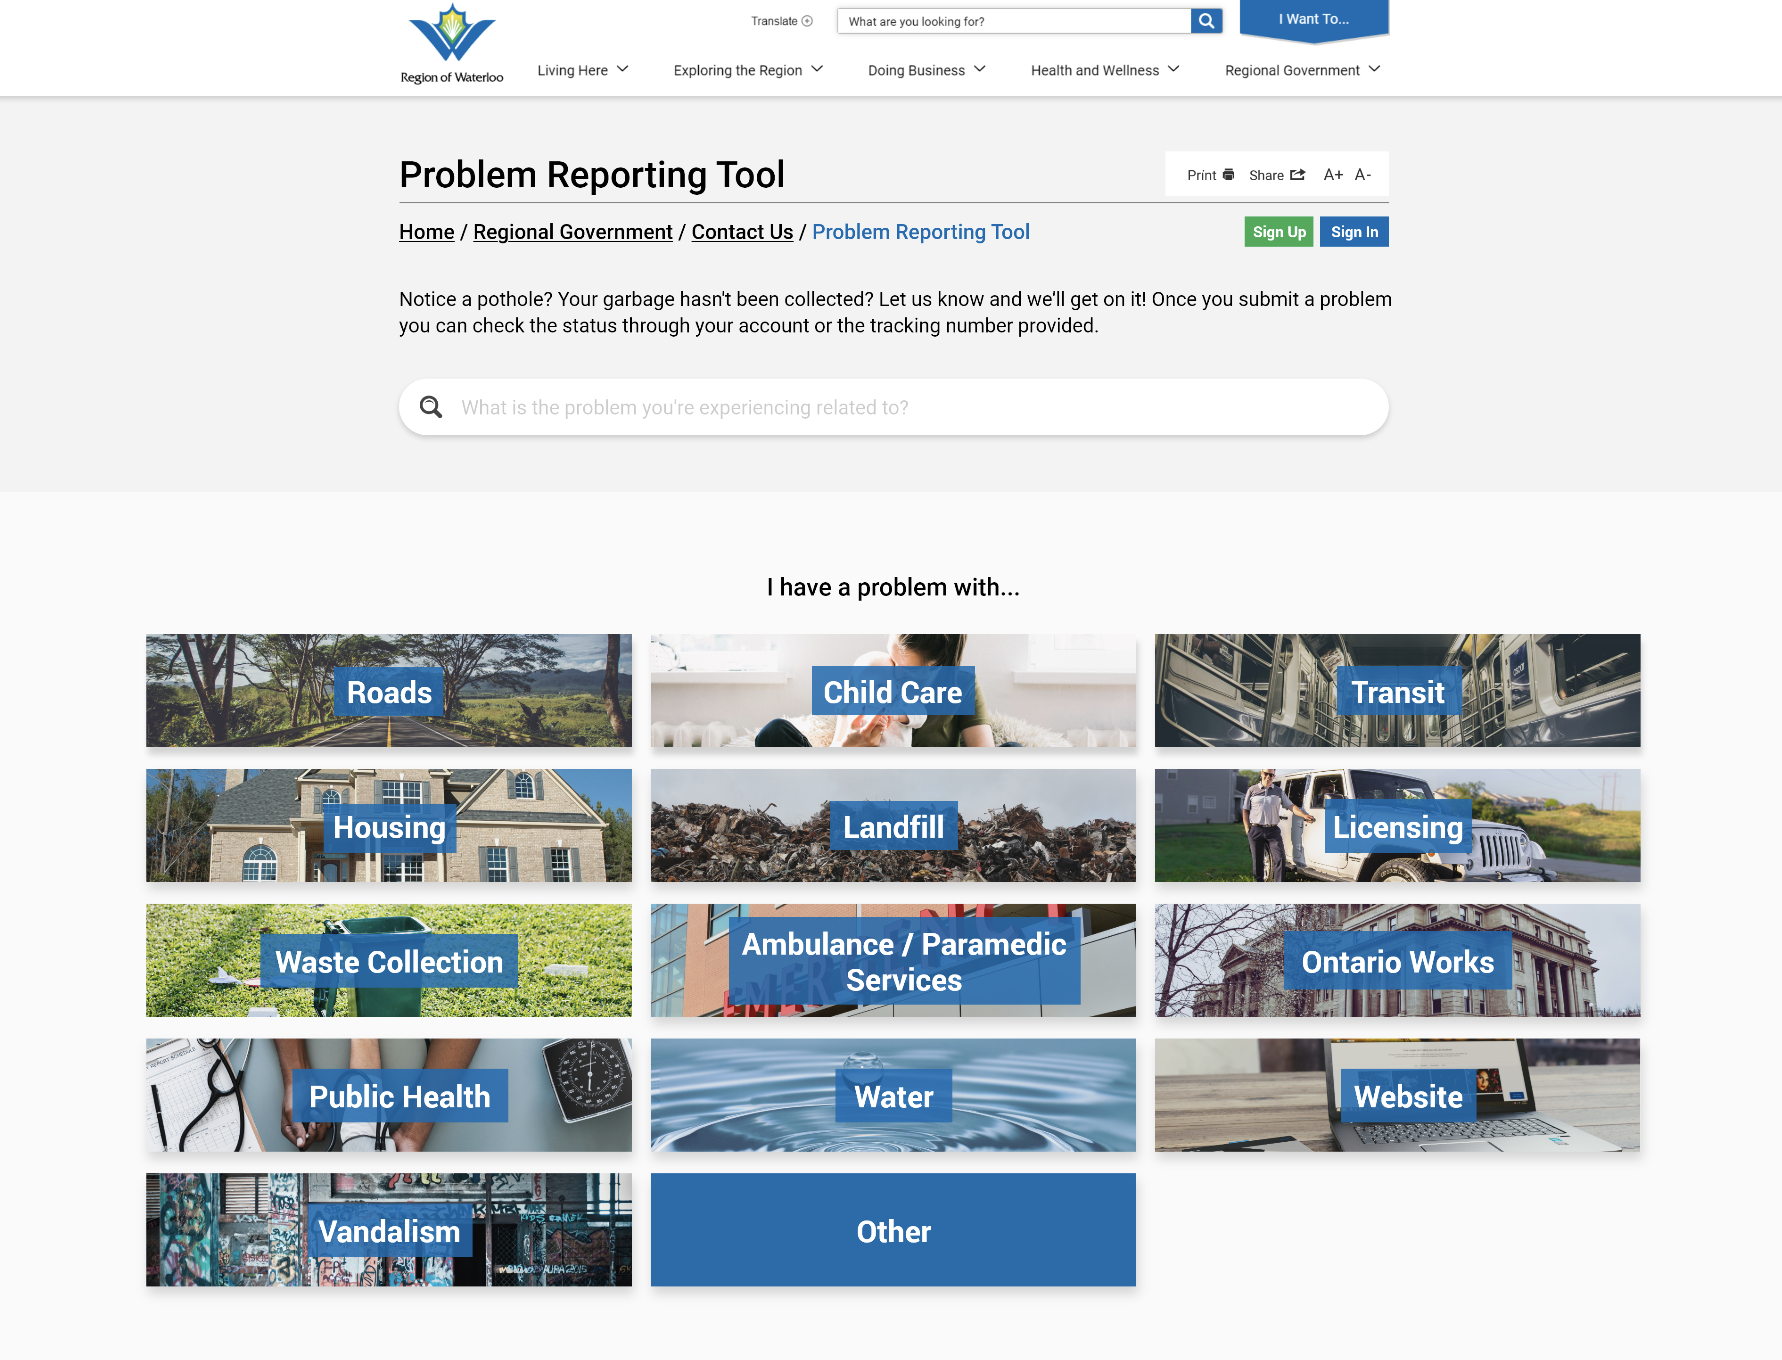 Region of Waterloo
Translate
What are you looking for?
I Want To...
Living Here
Exploring the Region
Doing Business
Health and Wellness
Regional Government
Problem Reporting Tool
Print
Share
A+ A-
Home / Regional Government / Contact Us / Problem Reporting Tool
Sign Up
Sign In
Notice a pothole? Your garbage hasn't been collected? Let us know and we'll get on it! Once you submit a problem
you can check the status through your account or the tracking number provided.
What is the problem you're experiencing related to?
I have a problem with...
Roads
Child Care
Transit
Housing
Landfill
Licensing
Waste Collection
Ambulance / Paramedic
Services
Ontario Works
Public Health
Water
Website
Vandalism
Other